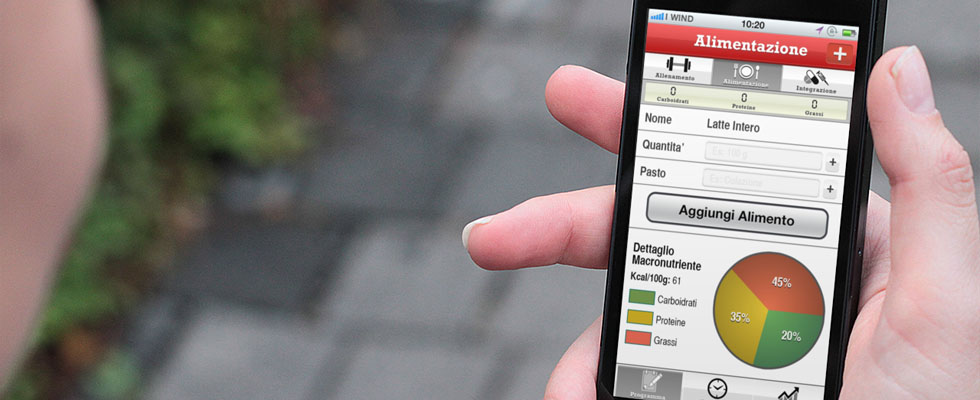 I WIND 10:20
Alimentazione +
Allenamento Alimentazione Integrazione
0 0 0
Carboidrati Proteine Grassi
Nome Latte Intero
Quantita' Es: 100 g +
Pasto Es: Colazione +
Aggiungi Alimento
Dettaglio
Macronutriente
Kcal/100g: 61
Carboidrati
Proteine
Grassi
45%
35%
20%
Programma